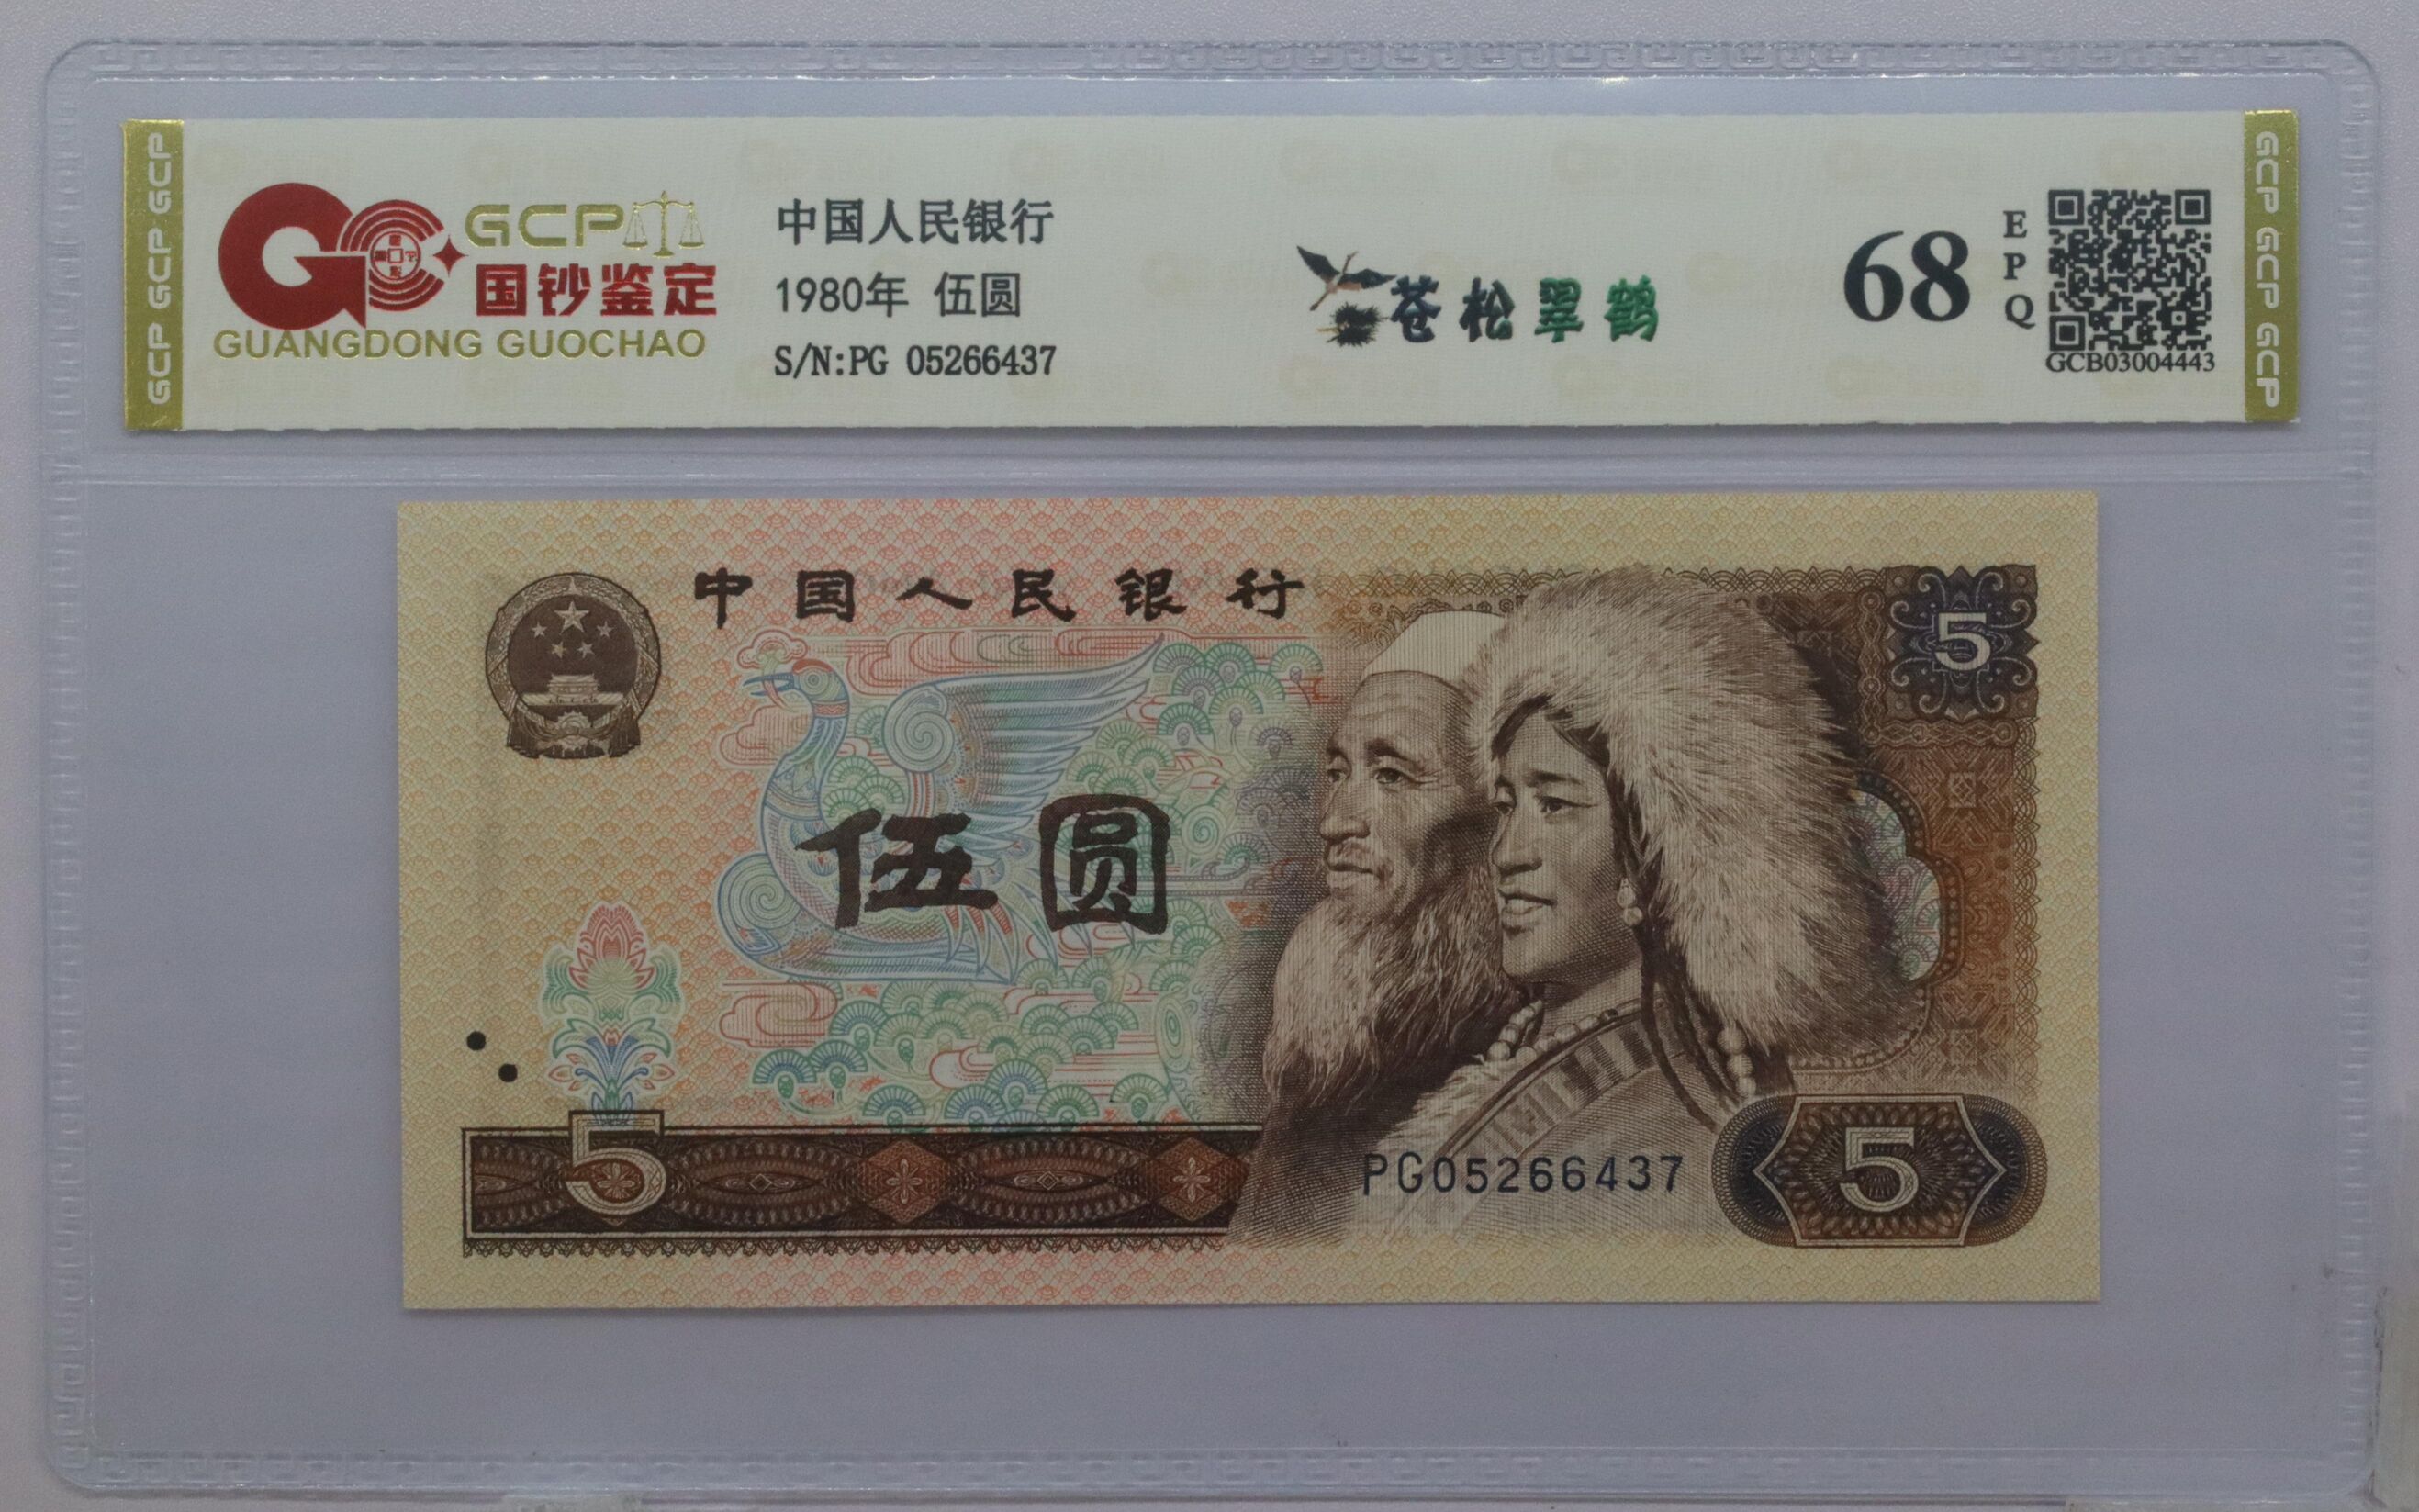 GCP GCP GCP
GCP
国钞鉴定
GUANGDONG GUOCHAO
中国人民银行
1980年 伍圆
S/N:PG 05266437
苍松翠鹤
68
EPQ
GCB03004443
GCP GCP GCP
中国人民银行
5
伍圆
5
PG05266437
5